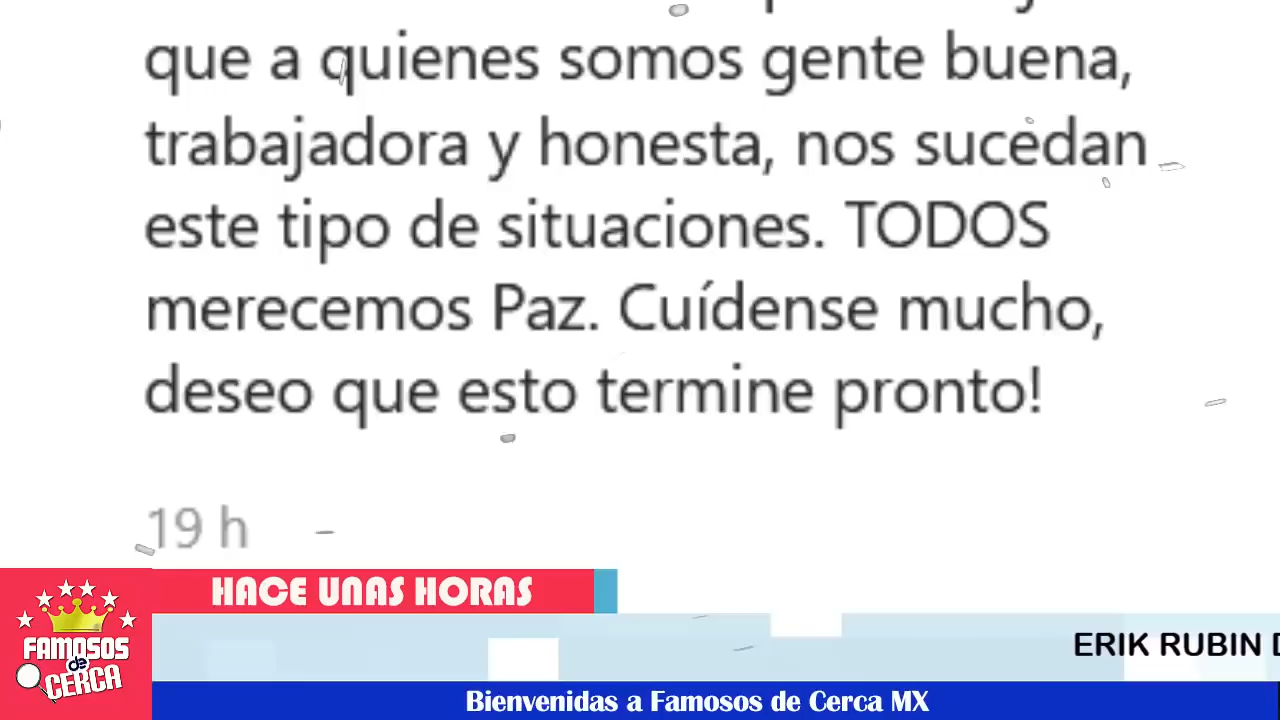 que a quienes somos gente buena,
trabajadora y honesta, nos sucedan
este tipo de situaciones. TODOS
merecemos Paz. Cuídense mucho,
deseo que esto termine pronto!
19 h
HACE UNAS HORAS
ERIK RUBIN
FAMOSOS
de
CERCA
Bienvenidas a Famosos de Cerca MX